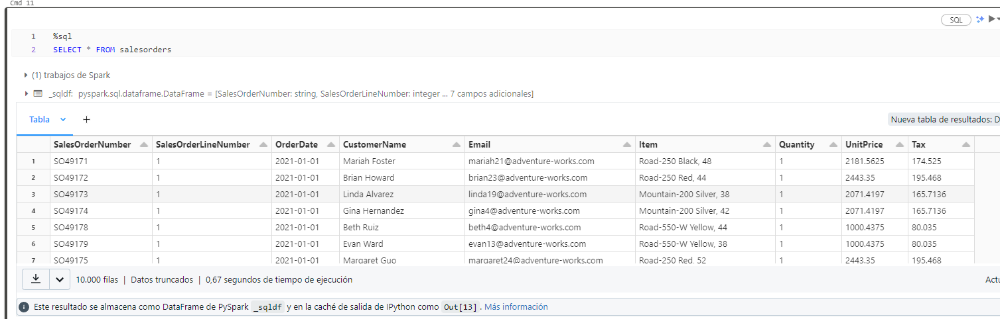 Cmd 11
SQL
1 %sql
2 SELECT * FROM salesorders
(1) trabajos de Spark
_sqldf: pyspark.sql.dataframe.DataFrame = [SalesOrderNumber: string, SalesOrderLineNumber: integer ... 7 campos adicionales]
Tabla +
Nueva tabla de resultados: D
SalesOrderNumber SalesOrderLineNumber OrderDate CustomerName Email Item Quantity UnitPrice Tax
1 SO49171 1 2021-01-01 Mariah Foster mariah21@adventure-works.com Road-250 Black, 48 1 2181.5625 174.525
2 SO49172 1 2021-01-01 Brian Howard brian23@adventure-works.com Road-250 Red, 44 1 2443.35 195.468
3 SO49173 1 2021-01-01 Linda Alvarez linda19@adventure-works.com Mountain-200 Silver, 38 1 2071.4197 165.7136
4 SO49174 1 2021-01-01 Gina Hernandez gina4@adventure-works.com Mountain-200 Silver, 42 1 2071.4197 165.7136
5 SO49178 1 2021-01-01 Beth Ruiz beth4@adventure-works.com Road-550-W Yellow, 44 1 1000.4375 80.035
6 SO49179 1 2021-01-01 Evan Ward evan13@adventure-works.com Road-550-W Yellow, 38 1 1000.4375 80.035
7 SO49175 1 2021-01-01 Margaret Guo margaret24@adventure-works.com Road-250 Red, 52 1 2443.35 195.468
10.000 filas | Datos truncados | 0,67 segundos de tiempo de ejecución
Actu
Este resultado se almacena como DataFrame de PySpark _sqldf y en la caché de salida de IPython como Out[13]. Más información